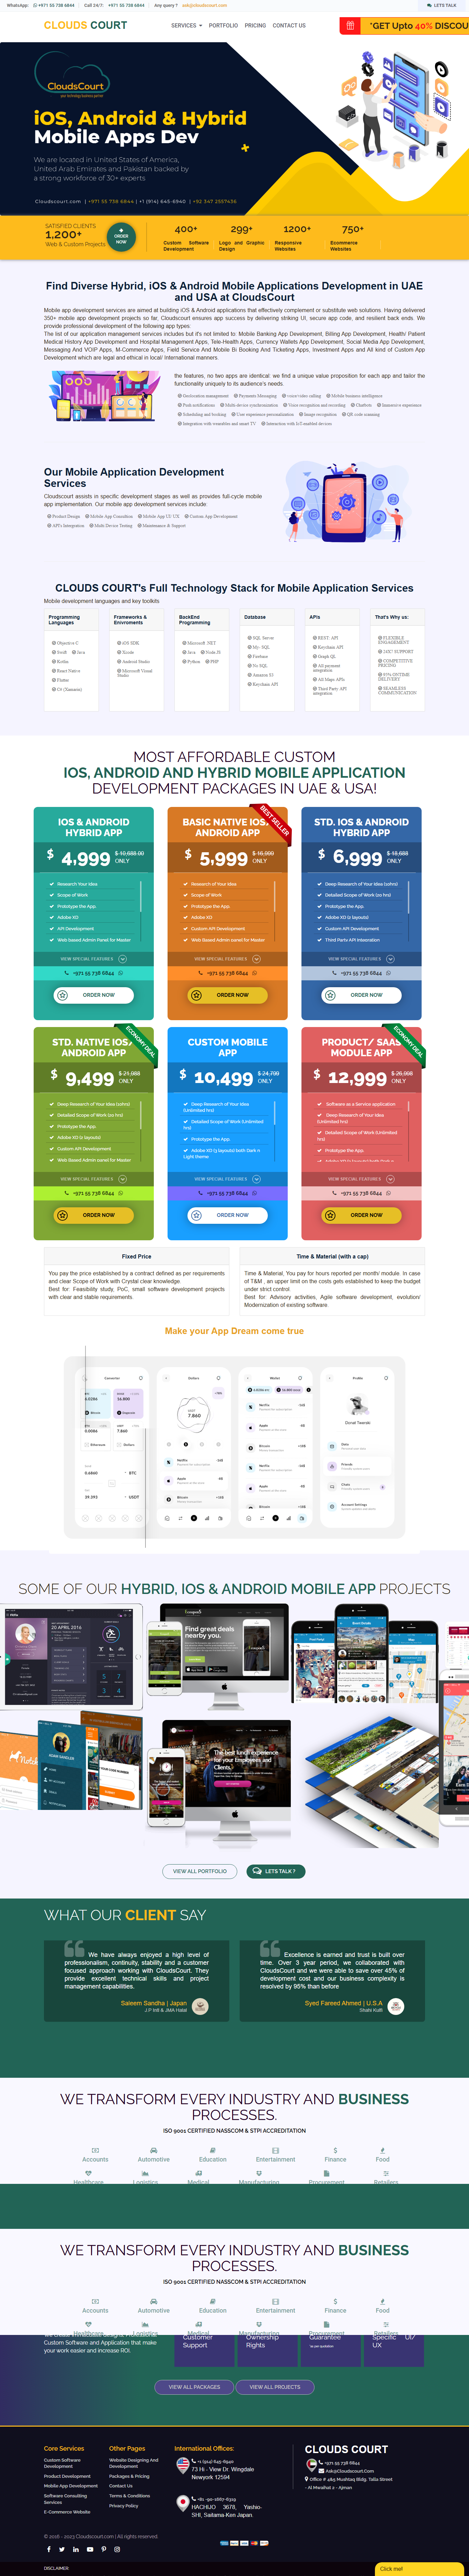 WhatsApp: +971 55 738 6844 Call 24/7: +971 55 738 6844 Any query ? ask@cloudscourt.com
LETS TALK
CLOUDS COURT
SERVICES PORTFOLIO PRICING CONTACT US
*GET Upto 40% DISCOU
CloudsCourt
iOS, Android & Hybrid
Mobile Apps Dev
We are located in United States of America,
United Arab Emirates and Pakistan backed by
a strong workforce of 30+ experts
Cloudscourt.com | +971 55 738 6844 | +1 (914) 645-6940 | +92 347 2557436
SATISFIED CLIENTS
1,200+
Web & Custom Projects
ORDER NOW
400+ 299+ 1200+ 750+
Custom Software Development
Logo and Graphic Design
Responsive Websites
Ecommerce Websites
Find Diverse Hybrid, iOS & Android Mobile Applications Development in UAE
and USA at CloudsCourt
Mobile app development services are aimed at building iOS & Android applications that effectively complement or substitute web solutions. Having delivered
350+ mobile app development projects so far, Cloudscourt ensures app success by delivering striking UI, secure app code, and resilient back ends. We
provide professional development of the following app types:
The list of our application management services includes but it's not limited to: Mobile Banking App Development, Billing App Development, Health/ Patient
Medical History App Development and Hospital Management Apps, Tele-Health Apps, Currency Wallets App Development, Social Media App Development,
Messaging And VOIP Apps, M-Commerce Apps, Field Service And Mobile Bi Booking And Ticketing Apps, Investment Apps and All kind of Custom App
Development which are legal and ethical in local/ International manners.
the features, no two apps are identical: we find a unique value proposition for each app and tailor the
functionality uniquely to its audience's needs.
Geolocation management Payments Messaging voice/video calling Mobile business intelligence
Push notifications Multi-device synchronization Voice recognition and recording Chatbots Immersive experience
Scheduling and booking User experience personalization Image recognition QR code scanning
Integration with wearables and smart TV Interaction with IoT-enabled devices
Our Mobile Application Development
Services
Cloudscourt assists in specific development stages as well as provides full-cycle mobile
app implementation. Our mobile app development services include:
Product Design Mobile App Consulting Mobile App UI UX Custom App Development
API's Integration Multi Device Testing Maintenance & Support
CLOUDS COURT's Full Technology Stack for Mobile Application Services
Mobile development languages and key toolkits
Programming Languages
Objective C
Swift Java
Kotlin
React Native
Flutter
C# (Xamarin)
Frameworks & Enivroments
iOS SDK
Xcode
Android Studio
Microsoft Visual Studio
BackEnd Programming
Microsoft .NET
Java Node JS
Python PHP
Database
SQL Server
My- SQL
Firebase
No SQL
Amazon S3
Keychain API
APIs
REST API
Keychain API
Graph QL
All payment integration
All Maps APIs
Third Party API integration
That's Why us:
FLEXIBLE ENGAGEMENT
24X7 SUPPORT
COMPETITIVE PRICING
95% ONTIME DELIVERY
SEAMLESS COMMUNICATION
MOST AFFORDABLE CUSTOM
IOS, ANDROID AND HYBRID MOBILE APPLICATION
DEVELOPMENT PACKAGES IN UAE & USA!
IOS & ANDROID
HYBRID APP
$ 4,999 ONLY
Research Your Idea
Scope of Work
Prototype the App
Adobe XD
API Development
Web based Admin Panel for Master
VIEW SPECIAL FEATURES
+971 55 738 6844
ORDER NOW
BEST SELLER
BASIC NATIVE IOS/
ANDROID APP
$ 5,999 ONLY
Research of Your Idea
Scope of Work
Prototype the App
Adobe XD
Custom API Development
Web Based Admin panel for Master
VIEW SPECIAL FEATURES
+971 55 738 6844
ORDER NOW
STD. IOS & ANDROID
HYBRID APP
$ 6,999 ONLY
Deep Research of Your Idea (10hrs)
Detailed Scope of Work (10 hrs)
Prototype the App
Adobe XD (2 layouts)
Custom API Development
Third Party API Integeration
VIEW SPECIAL FEATURES
+971 55 738 6844
ORDER NOW
ECONOMY DEAL
STD. NATIVE IOS/
ANDROID APP
$ 9,499 ONLY
Deep Research of Your Idea (10hrs)
Detailed Scope of Work (10 hrs)
Prototype the App
Adobe XD (2 layouts)
Custom API Development
Web Based Admin panel for Master
VIEW SPECIAL FEATURES
+971 55 738 6844
ORDER NOW
CUSTOM MOBILE
APP
$ 10,499 ONLY
Deep Research of Your Idea (Unlimited hrs)
Detailed Scope of Work (Unlimited hrs)
Prototype the App
Adobe XD (3 layouts) both Dark n Light theme
VIEW SPECIAL FEATURES
+971 55 738 6844
ORDER NOW
ECONOMY DEAL
PRODUCT/ SAAS
MODULE APP
$ 12,999 ONLY
Software as a Service application
Deep Research of Your Idea (Unlimited hrs)
Detailed Scope of Work (Unlimited hrs)
Prototype the App
VIEW SPECIAL FEATURES
+971 55 738 6844
ORDER NOW
Fixed Price
You pay the price established by a contract defined as per requirements
and clear Scope of Work with Crystal clear knowledge.
Best for: Feasibility study, PoC, small software development projects
with clear and stable requirements.
Time & Material (with a cap)
Time & Material, You pay for hours reported per month/ module. In case
of T&M , an upper limit on the costs gets established to keep the budget
under strict control.
Best for: Advisory activities, Agile software development, evolution/
Modernization of existing software.
Make your App Dream come true
Converter Dollars Wallet Profile
SOME OF OUR HYBRID, IOS & ANDROID MOBILE APP PROJECTS
20 APRIL 2016
Find great deals
near you.
The best lunch experience
for your Employees and
Clients.
VIEW ALL PORTFOLIO
LETS TALK ?
WHAT OUR CLIENT SAY
We have always enjoyed a high level of
professionalism, continuity, stability and a customer
focused approach working with CloudsCourt. They
provide excellent technical skills and project
management capabilities.
Saleem Sandha | Japan
J.P Intl & JMA Halal
Excellence is earned and trust is built over
time. Over 3 year period, we collaborated with
CloudsCourt and we were able to save over 45% of
development cost and our business complexity is
resolved by 95% than before
Syed Fareed Ahmed | U.S.A
Shahi Kufi
WE TRANSFORM EVERY INDUSTRY AND BUSINESS
PROCESSES.
ISO 9001 CERTIFIED NASSCOM & STPI ACCREDITATION
Accounts Automotive Education Entertainment Finance Food
Healthcare Logistics Medical Manufacturing Procurement Retailers
WE TRANSFORM EVERY INDUSTRY AND BUSINESS
PROCESSES.
ISO 9001 CERTIFIED NASSCOM & STPI ACCREDITATION
Accounts Automotive Education Entertainment Finance Food
Healthcare Logistics Medical Manufacturing Procurement Retailers
Custom Software and Web Application that make
your work easier and increase ROI.
Customer Support
Ownership Rights
Guarantee
Specific UI/ UX
VIEW ALL PACKAGES
VIEW ALL PROJECTS
Core Services
Custom Software Development
Product Development
Mobile App Development
Software Consulting Services
E-Commerce Website
Other Pages
Website Designing And Development
Packages & Pricing
Contact Us
Terms & Conditions
Privacy Policy
International Offices:
+1 (914) 645-6940
73 Hi - View Dr. Wingdale
Newyork 12594
+81 -90-1667-8319
HACHIJO 3678, Yashio-
SHI, Saitama-Ken Japan.
CLOUDS COURT
+971 55 738 6844
Ask@Cloudscourt.Com
Office # 485 Mushtaq Bldg, Talla Street
- Al Mwaihat 2 - Ajman
© 2016 - 2023 Cloudscourt.com | All rights reserved.
DISCLAIMER:
Click me!